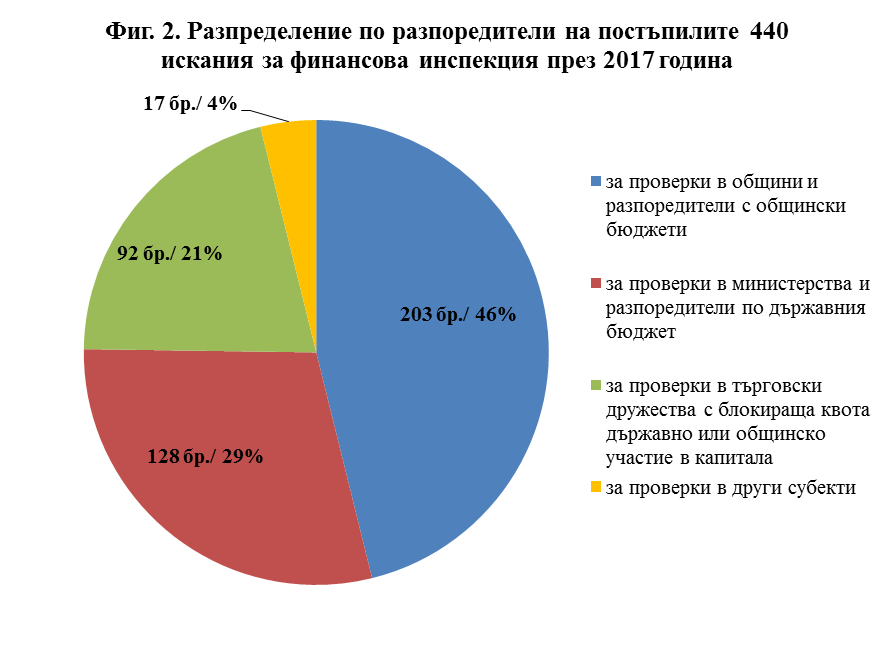 Фиг. 2. Разпределение по разпоредители на постъпилите 440
искания за финансова инспекция през 2017 година
17 бр./ 4%
92 бр./ 21%
203 бр./ 46%
128 бр./ 29%
за проверки в общини и
разпоредители с общински
бюджети
за проверки в министерства и
разпоредители по държавния
бюджет
за проверки в търговски
дружества с блокираща квота
държавно или общинско
участие в капитала
за проверки в други субекти